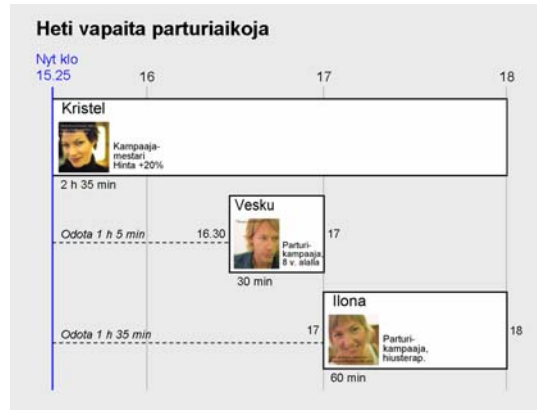 Heti vapaita parturiaikoja
Nyt klo
15.25
16
17
18
Kristel
Kampaaja-
mestari
Hinta +20%
2 h 35 min
Vesku
Odota 1 h 5 min
16.30
17
Parturi-
kampaaja,
8 v. alalla
30 min
Ilona
Odota 1 h 35 min
17
18
Parturi-
kampaaja,
hiusterap.
60 min